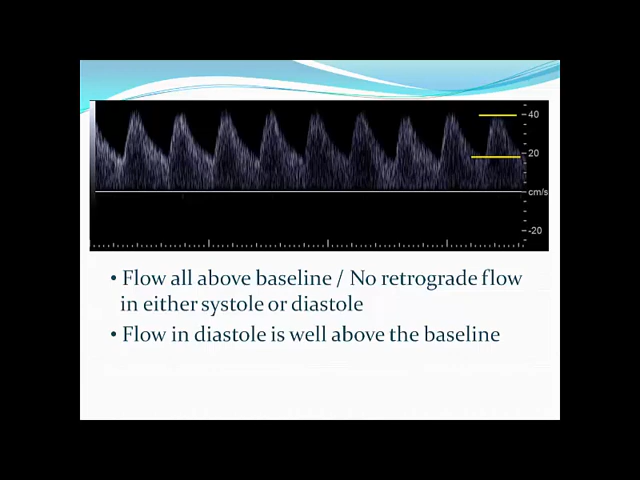 40
20
cm/s
-20
• Flow all above baseline / No retrograde flow
in either systole or diastole
• Flow in diastole is well above the baseline